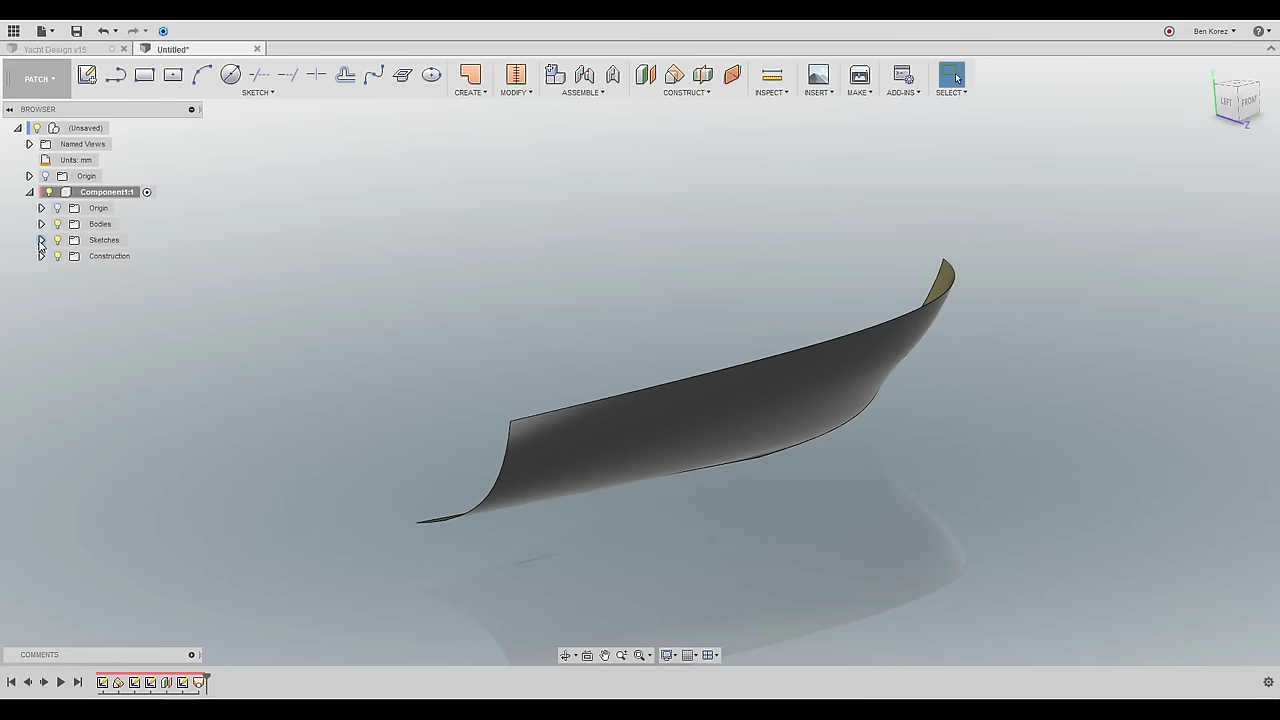 Ben Korez
Yacht Design v15
Untitled*
PATCH
SKETCH
CREATE
MODIFY
ASSEMBLE
CONSTRUCT
INSPECT
INSERT
MAKE
ADD-INS
SELECT
BROWSER
(Unsaved)
Named Views
Units: mm
Origin
Component1:1
Origin
Bodies
Sketches
Construction
LEFT
FRONT
Y
Z
COMMENTS